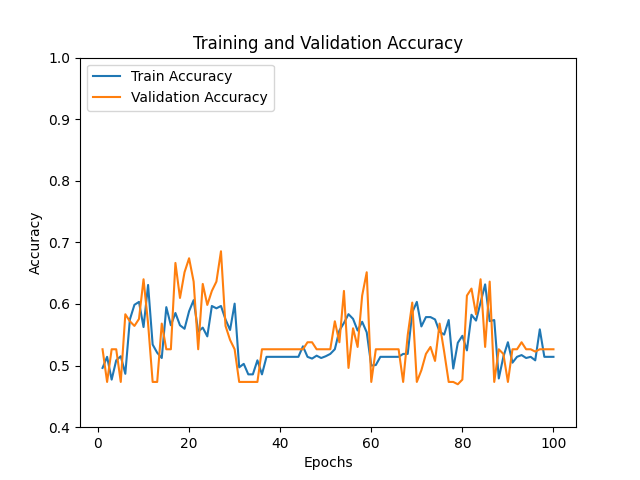 Training and Validation Accuracy
Train Accuracy
Validation Accuracy
1.0
0.9
0.8
0.7
0.6
0.5
0.4
Accuracy
0 20 40 60 80 100
Epochs